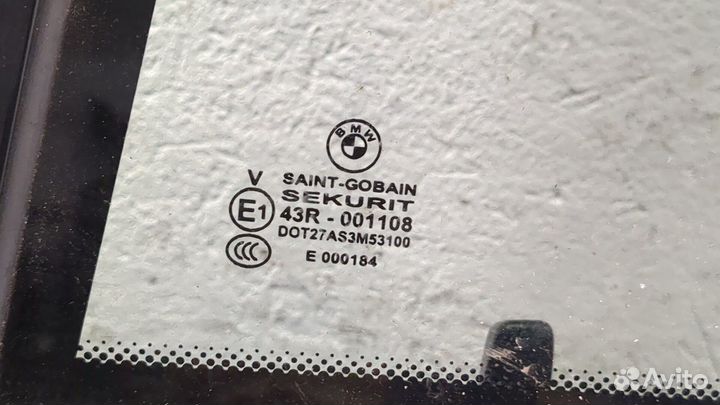 BMW
V
SAINT-GOBAIN
SEKURIT
E1 43R - 001108
CCC DOT27AS3M53100
E 000184
Avito